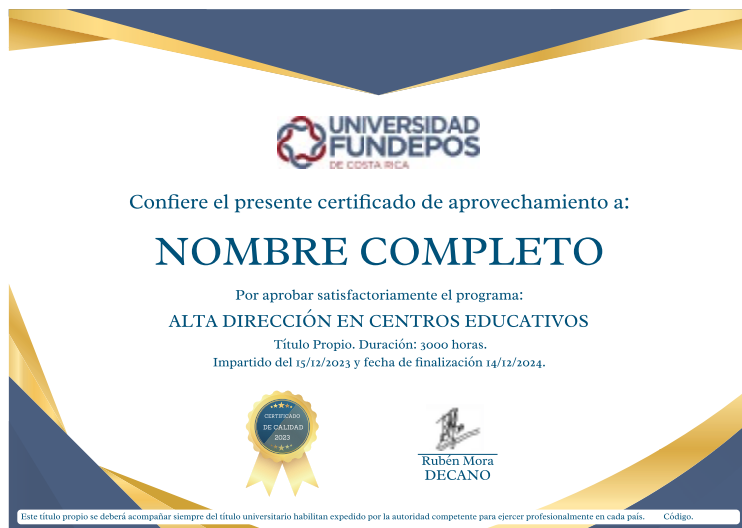 UNIVERSIDAD
FUNDEPOS
DE COSTA RICA
Confiere el presente certificado de aprovechamiento a:
NOMBRE COMPLETO
Por aprobar satisfactoriamente el programa:
ALTA DIRECCIÓN EN CENTROS EDUCATIVOS
Título Propio. Duración: 3000 horas.
Impartido del 15/12/2023 y fecha de finalización 14/12/2024.
CERTIFICADO
DE CALIDAD
2023
Rubén Mora
DECANO
Este título propio se deberá acompañar siempre del título universitario habilitan expedido por la autoridad competente para ejercer profesionalmente en cada país. Código.